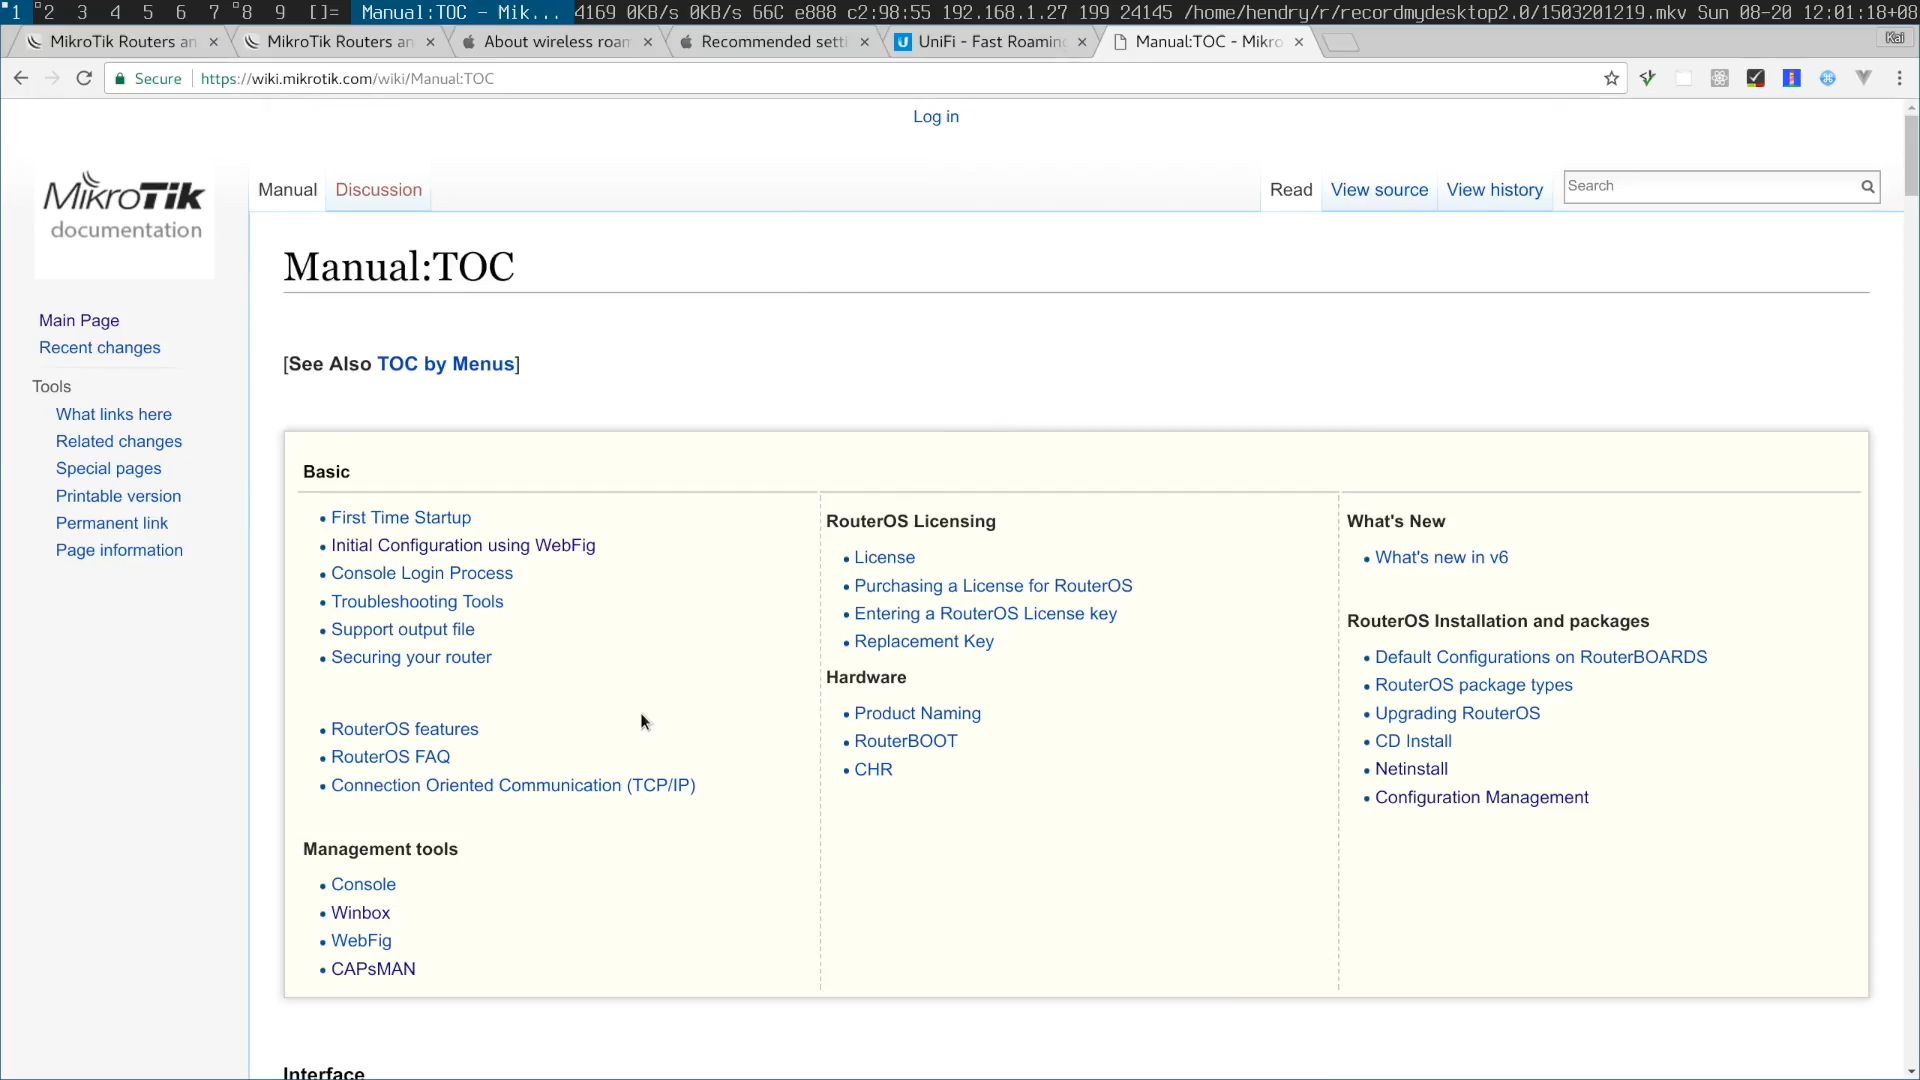 1 2 3 4 5 6 7 8 9 []= Manual:TOC - Mik... 4169 0KB/s 0KB/s 66C e888 c2:98:55 192.168.1.27 199 24145 /home/hendry/r/recordmydesktop2.0/1503201219.mkv Sun 08-20 12:01:18+08
MikroTik Routers an
MikroTik Routers an
About wireless roam
Recommended setti
UniFi - Fast Roaming
Manual:TOC - Mikro
Kai
Secure https://wiki.mikrotik.com/wiki/Manual:TOC
Log in
MikroTik
documentation
Manual Discussion Read View source View history Search
Main Page
Recent changes
Tools
What links here
Related changes
Special pages
Printable version
Permanent link
Page information
Manual:TOC
[See Also TOC by Menus]
Basic
• First Time Startup
• Initial Configuration using WebFig
• Console Login Process
• Troubleshooting Tools
• Support output file
• Securing your router
• RouterOS features
• RouterOS FAQ
• Connection Oriented Communication (TCP/IP)
Management tools
• Console
• Winbox
• WebFig
• CAPsMAN
RouterOS Licensing
• License
• Purchasing a License for RouterOS
• Entering a RouterOS License key
• Replacement Key
Hardware
• Product Naming
• RouterBOOT
• CHR
What's New
• What's new in v6
RouterOS Installation and packages
• Default Configurations on RouterBOARDS
• RouterOS package types
• Upgrading RouterOS
• CD Install
• Netinstall
• Configuration Management
Interface